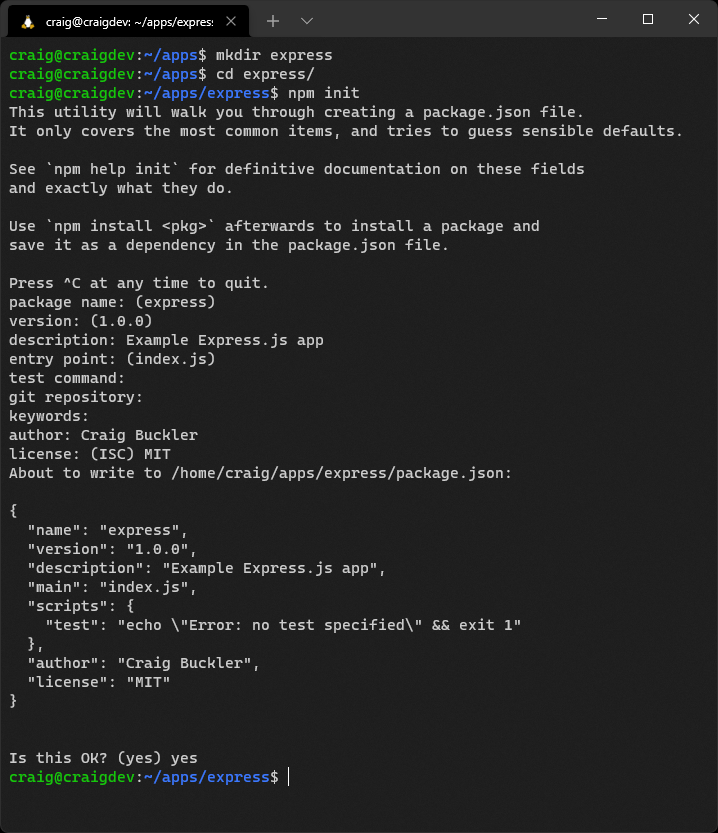 craig@craigdev: ~/apps/express
craig@craigdev:~/apps$ mkdir express
craig@craigdev:~/apps$ cd express/
craig@craigdev:~/apps/express$ npm init
This utility will walk you through creating a package.json file.
It only covers the most common items, and tries to guess sensible defaults.
See `npm help init` for definitive documentation on these fields
and exactly what they do.
Use `npm install <pkg>` afterwards to install a package and
save it as a dependency in the package.json file.
Press ^C at any time to quit.
package name: (express)
version: (1.0.0)
description: Example Express.js app
entry point: (index.js)
test command:
git repository:
keywords:
author: Craig Buckler
license: (ISC) MIT
About to write to /home/craig/apps/express/package.json:
{
  "name": "express",
  "version": "1.0.0",
  "description": "Example Express.js app",
  "main": "index.js",
  "scripts": {
    "test": "echo \"Error: no test specified\" && exit 1"
  },
  "author": "Craig Buckler",
  "license": "MIT"
}
Is this OK? (yes) yes
craig@craigdev:~/apps/express$